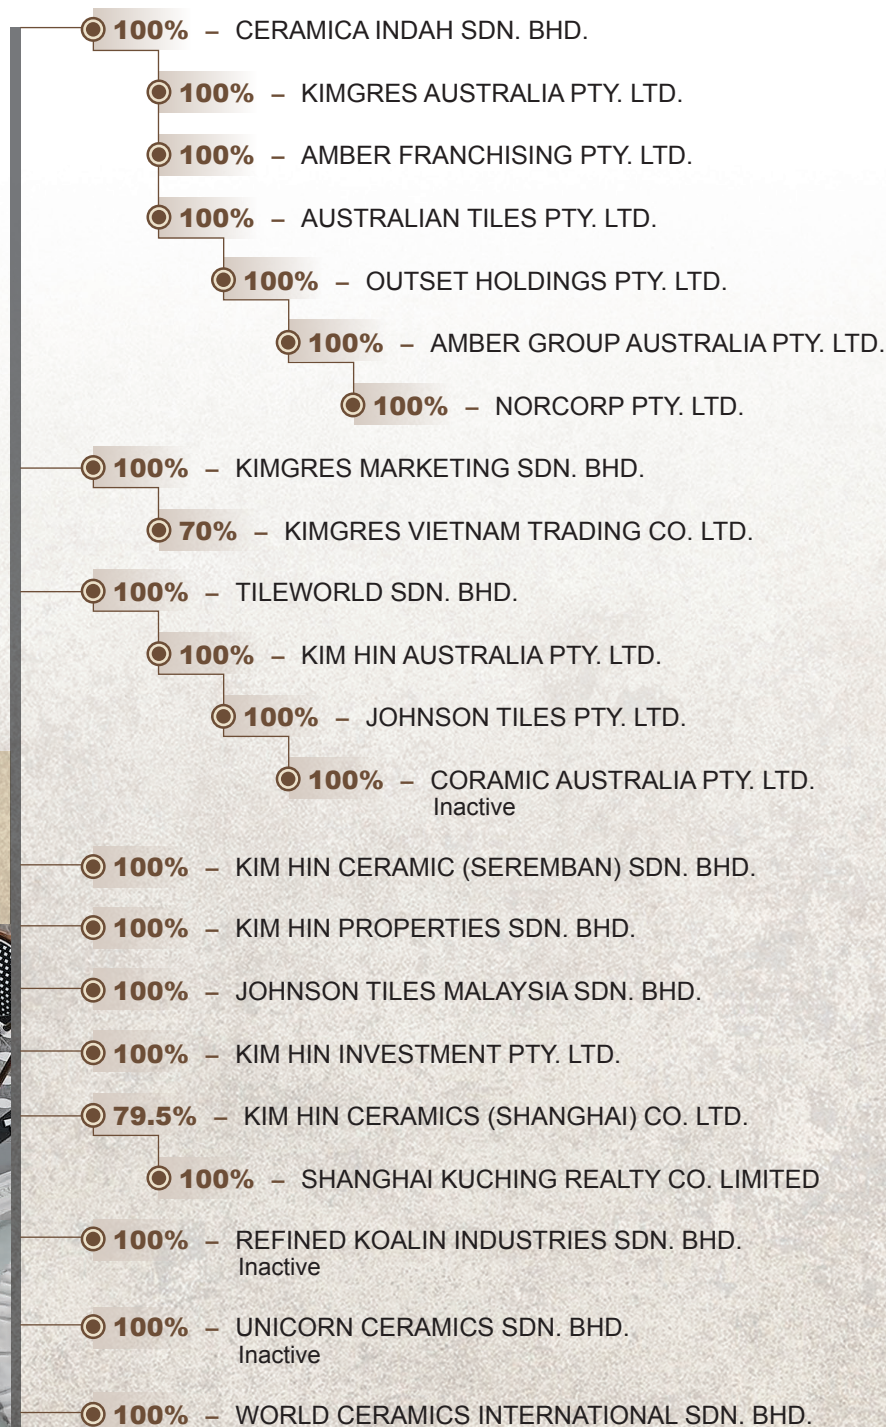 100% – CERAMICA INDAH SDN. BHD.
100% – KIMGRES AUSTRALIA PTY. LTD.
100% – AMBER FRANCHISING PTY. LTD.
100% – AUSTRALIAN TILES PTY. LTD.
100% – OUTSET HOLDINGS PTY. LTD.
100% – AMBER GROUP AUSTRALIA PTY. LTD.
100% – NORCORP PTY. LTD.
100% – KIMGRES MARKETING SDN. BHD.
70% – KIMGRES VIETNAM TRADING CO. LTD.
100% – TILEWORLD SDN. BHD.
100% – KIM HIN AUSTRALIA PTY. LTD.
100% – JOHNSON TILES PTY. LTD.
100% – CORAMIC AUSTRALIA PTY. LTD.
Inactive
100% – KIM HIN CERAMIC (SEREMBAN) SDN. BHD.
100% – KIM HIN PROPERTIES SDN. BHD.
100% – JOHNSON TILES MALAYSIA SDN. BHD.
100% – KIM HIN INVESTMENT PTY. LTD.
79.5% – KIM HIN CERAMICS (SHANGHAI) CO. LTD.
100% – SHANGHAI KUCHING REALTY CO. LIMITED
100% – REFINED KOALIN INDUSTRIES SDN. BHD.
Inactive
100% – UNICORN CERAMICS SDN. BHD.
Inactive
100% – WORLD CERAMICS INTERNATIONAL SDN. BHD.